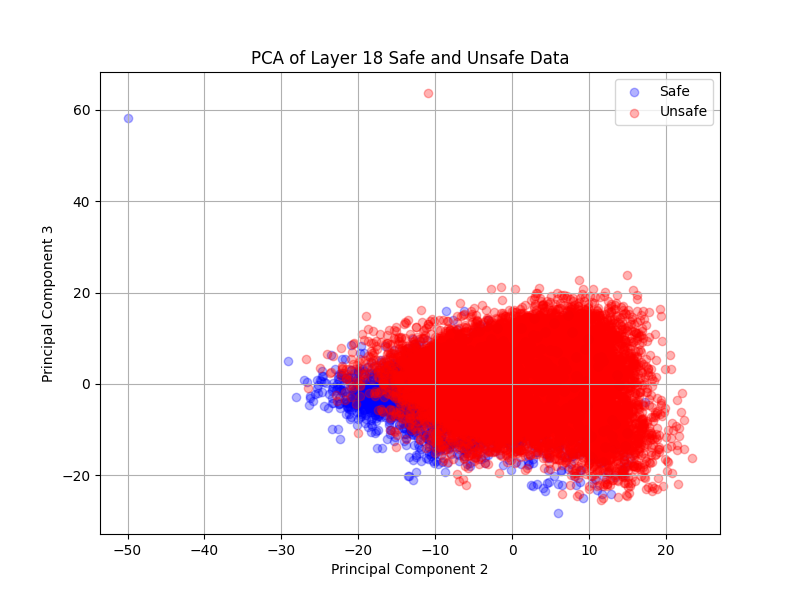 PCA of Layer 18 Safe and Unsafe Data
Safe
Unsafe
60
40
20
0
−20
−50
−40
−30
−20
−10
0
10
20
Principal Component 3
Principal Component 2